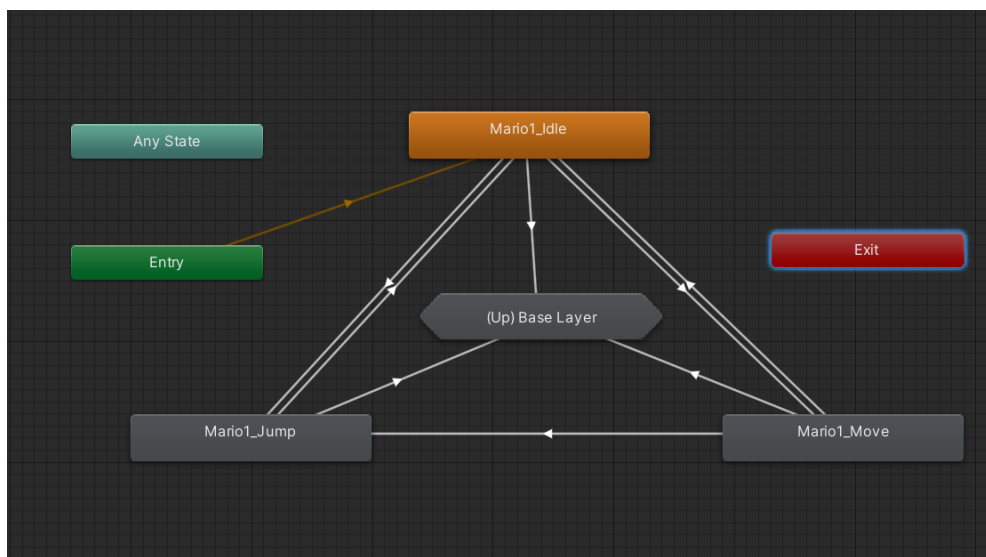 Mario1_Idle
Any State
Exit
Entry
(Up) Base Layer
Mario1_Jump
Mario1_Move